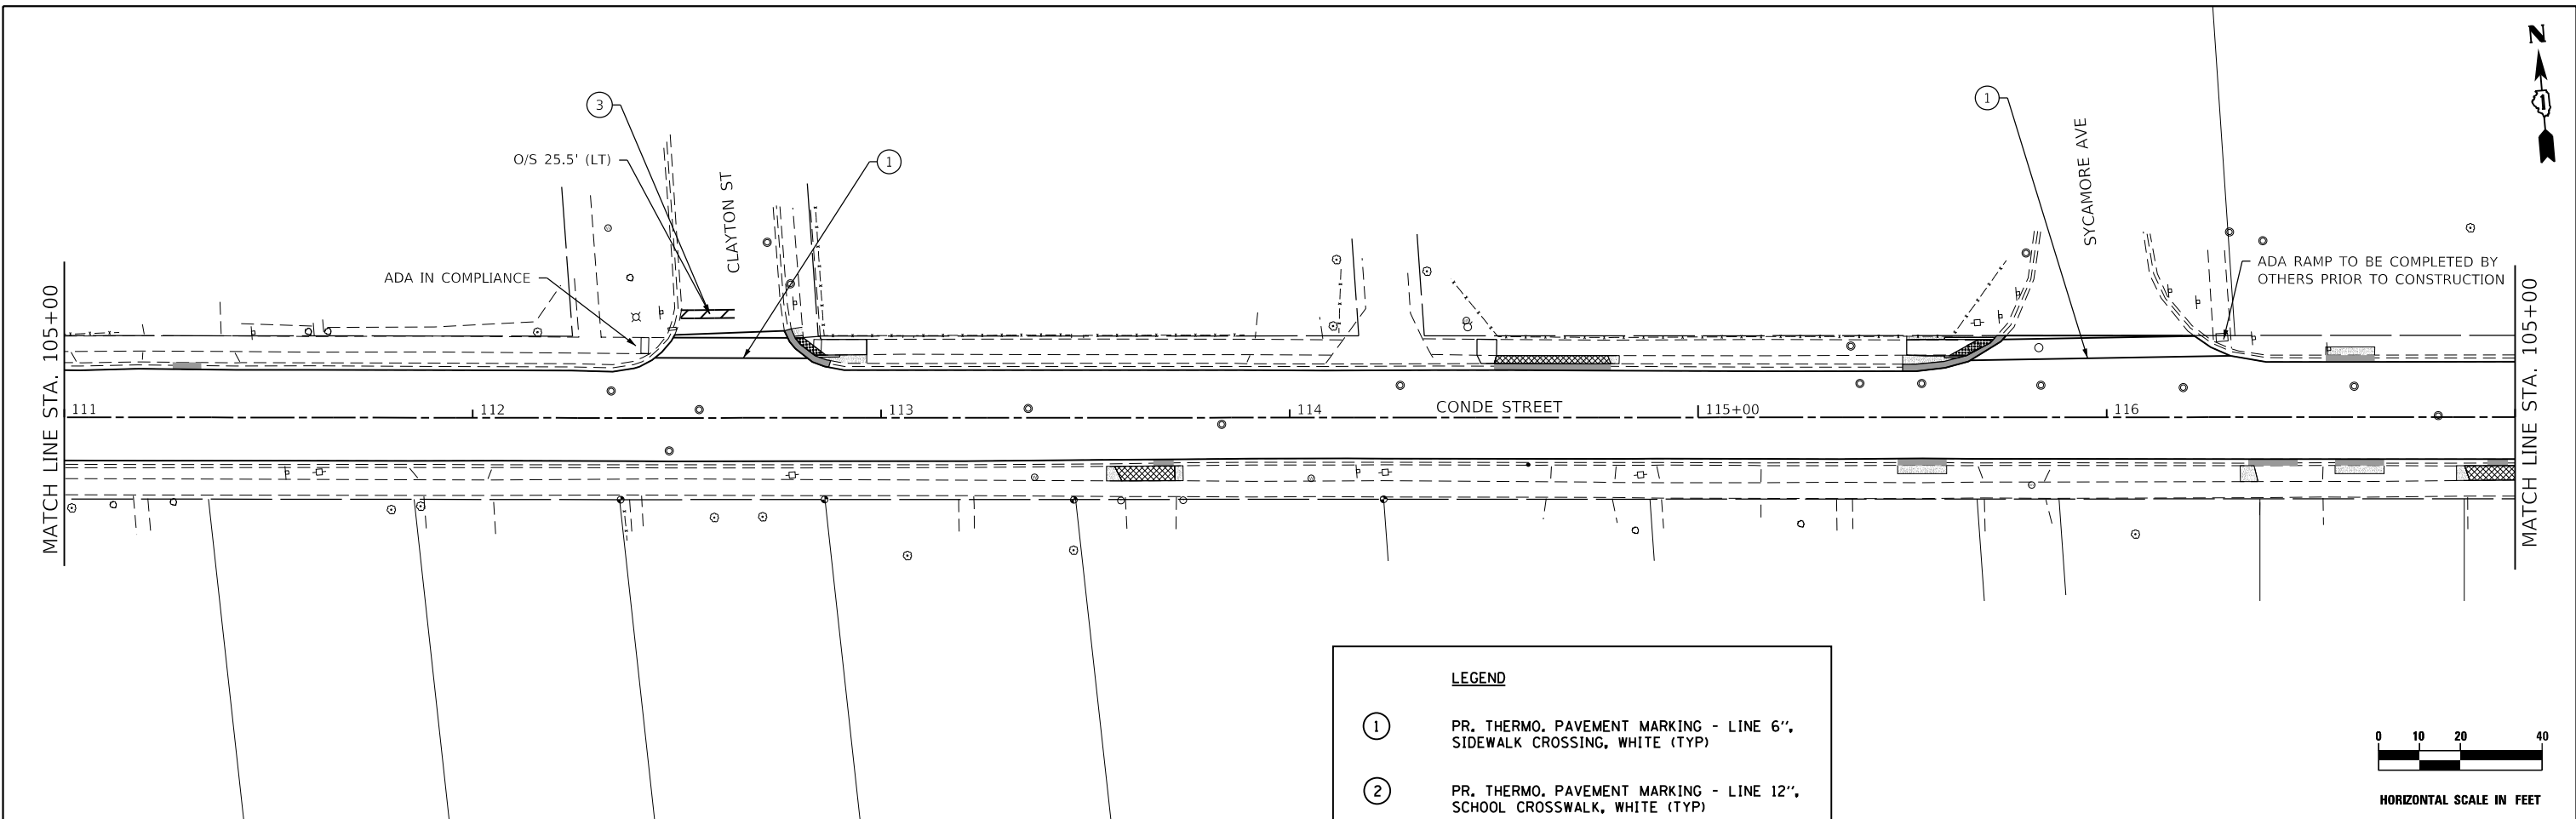 N
1
3
1
O/S 25.5' (LT)
1
CLAYTON ST
SYCAMORE AVE
ADA IN COMPLIANCE
ADA RAMP TO BE COMPLETED BY
OTHERS PRIOR TO CONSTRUCTION
MATCH LINE STA. 105+00
111
112
113
114
CONDE STREET
115+00
116
MATCH LINE STA. 105+00
LEGEND
1 PR. THERMO. PAVEMENT MARKING - LINE 6",
SIDEWALK CROSSING, WHITE (TYP)
2 PR. THERMO. PAVEMENT MARKING - LINE 12",
SCHOOL CROSSWALK, WHITE (TYP)
0 10 20 40
HORIZONTAL SCALE IN FEET